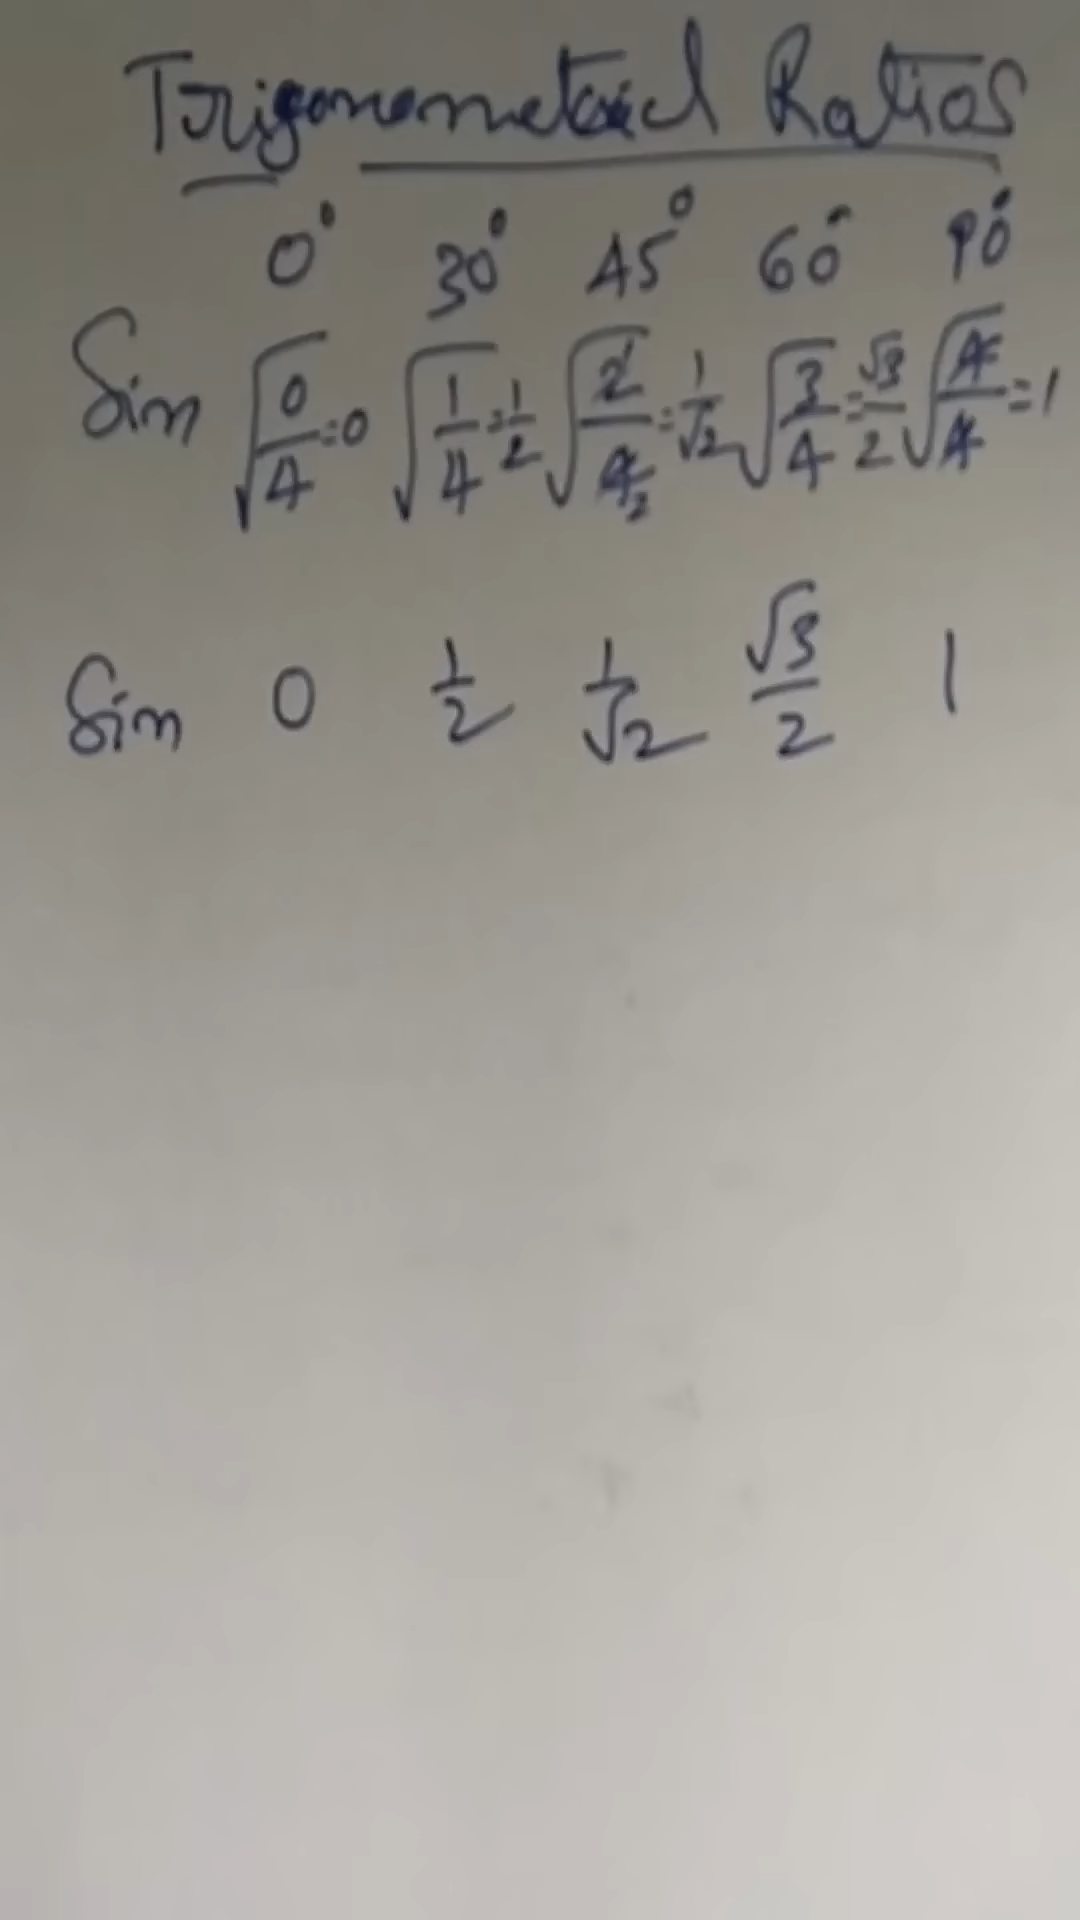 Trigonometrical Ratios
0° 30° 45° 60° 90°
Sin √0/4=0 √1/4=1/2 √2/4=1/√2 √3/4=√3/2 √4/4=1
Sin 0 1/2 1/√2 √3/2 1